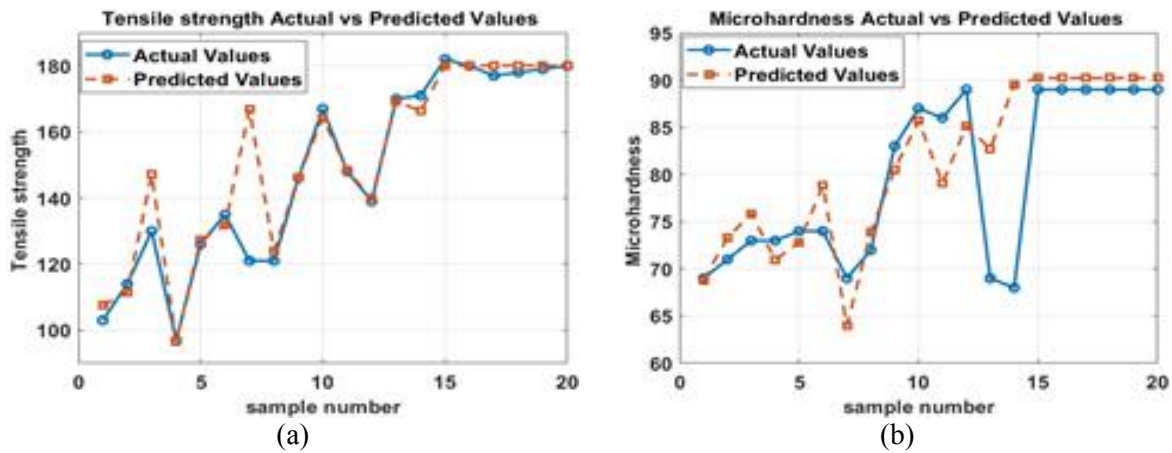 Tensile strength Actual vs Predicted Values
Actual Values
Predicted Values
180
160
140
120
100
Tensile strength
0 5 10 15 20
sample number
(a)
Microhardness Actual vs Predicted Values
Actual Values
Predicted Values
95
90
85
80
75
70
65
60
Microhardness
0 5 10 15 20
sample number
(b)